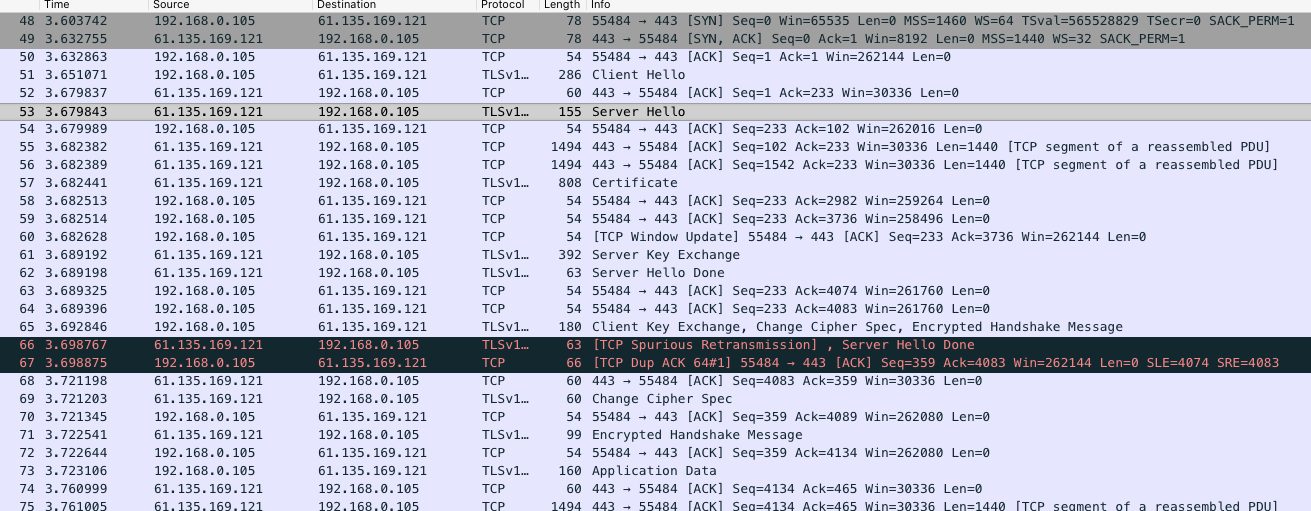 Time Source Destination Protocol Length Info
48 3.603742 192.168.0.105 61.135.169.121 TCP 78 55484 → 443 [SYN] Seq=0 Win=65535 Len=0 MSS=1460 WS=64 TSval=565528829 TSecr=0 SACK_PERM=1
49 3.632755 61.135.169.121 192.168.0.105 TCP 78 443 → 55484 [SYN, ACK] Seq=0 Ack=1 Win=8192 Len=0 MSS=1440 WS=32 SACK_PERM=1
50 3.632863 192.168.0.105 61.135.169.121 TCP 54 55484 → 443 [ACK] Seq=1 Ack=1 Win=262144 Len=0
51 3.651071 192.168.0.105 61.135.169.121 TLSv1… 286 Client Hello
52 3.679837 61.135.169.121 192.168.0.105 TCP 60 443 → 55484 [ACK] Seq=1 Ack=233 Win=30336 Len=0
53 3.679843 61.135.169.121 192.168.0.105 TLSv1… 155 Server Hello
54 3.679989 192.168.0.105 61.135.169.121 TCP 54 55484 → 443 [ACK] Seq=233 Ack=102 Win=262016 Len=0
55 3.682382 61.135.169.121 192.168.0.105 TCP 1494 443 → 55484 [ACK] Seq=102 Ack=233 Win=30336 Len=1440 [TCP segment of a reassembled PDU]
56 3.682389 61.135.169.121 192.168.0.105 TCP 1494 443 → 55484 [ACK] Seq=1542 Ack=233 Win=30336 Len=1440 [TCP segment of a reassembled PDU]
57 3.682441 61.135.169.121 192.168.0.105 TLSv1… 808 Certificate
58 3.682513 192.168.0.105 61.135.169.121 TCP 54 55484 → 443 [ACK] Seq=233 Ack=2982 Win=259264 Len=0
59 3.682514 192.168.0.105 61.135.169.121 TCP 54 55484 → 443 [ACK] Seq=233 Ack=3736 Win=258496 Len=0
60 3.682628 192.168.0.105 61.135.169.121 TCP 54 [TCP Window Update] 55484 → 443 [ACK] Seq=233 Ack=3736 Win=262144 Len=0
61 3.689192 61.135.169.121 192.168.0.105 TLSv1… 392 Server Key Exchange
62 3.689198 61.135.169.121 192.168.0.105 TLSv1… 63 Server Hello Done
63 3.689325 192.168.0.105 61.135.169.121 TCP 54 55484 → 443 [ACK] Seq=233 Ack=4074 Win=261760 Len=0
64 3.689396 192.168.0.105 61.135.169.121 TCP 54 55484 → 443 [ACK] Seq=233 Ack=4083 Win=261760 Len=0
65 3.692846 192.168.0.105 61.135.169.121 TLSv1… 180 Client Key Exchange, Change Cipher Spec, Encrypted Handshake Message
66 3.698767 61.135.169.121 192.168.0.105 TLSv1… 63 [TCP Spurious Retransmission] , Server Hello Done
67 3.698875 192.168.0.105 61.135.169.121 TCP 66 [TCP Dup ACK 64#1] 55484 → 443 [ACK] Seq=359 Ack=4083 Win=262144 Len=0 SLE=4074 SRE=4083
68 3.721198 61.135.169.121 192.168.0.105 TCP 60 443 → 55484 [ACK] Seq=4083 Ack=359 Win=30336 Len=0
69 3.721203 61.135.169.121 192.168.0.105 TLSv1… 60 Change Cipher Spec
70 3.721345 192.168.0.105 61.135.169.121 TCP 54 55484 → 443 [ACK] Seq=359 Ack=4089 Win=262080 Len=0
71 3.722541 61.135.169.121 192.168.0.105 TLSv1… 99 Encrypted Handshake Message
72 3.722644 192.168.0.105 61.135.169.121 TCP 54 55484 → 443 [ACK] Seq=359 Ack=4134 Win=262080 Len=0
73 3.723106 192.168.0.105 61.135.169.121 TLSv1… 160 Application Data
74 3.760999 61.135.169.121 192.168.0.105 TCP 60 443 → 55484 [ACK] Seq=4134 Ack=465 Win=30336 Len=0
75 3.761005 61.135.169.121 192.168.0.105 TCP 1494 443 → 55484 [ACK] Seq=4134 Ack=465 Win=30336 Len=1440 [TCP segment of a reassembled PDU]